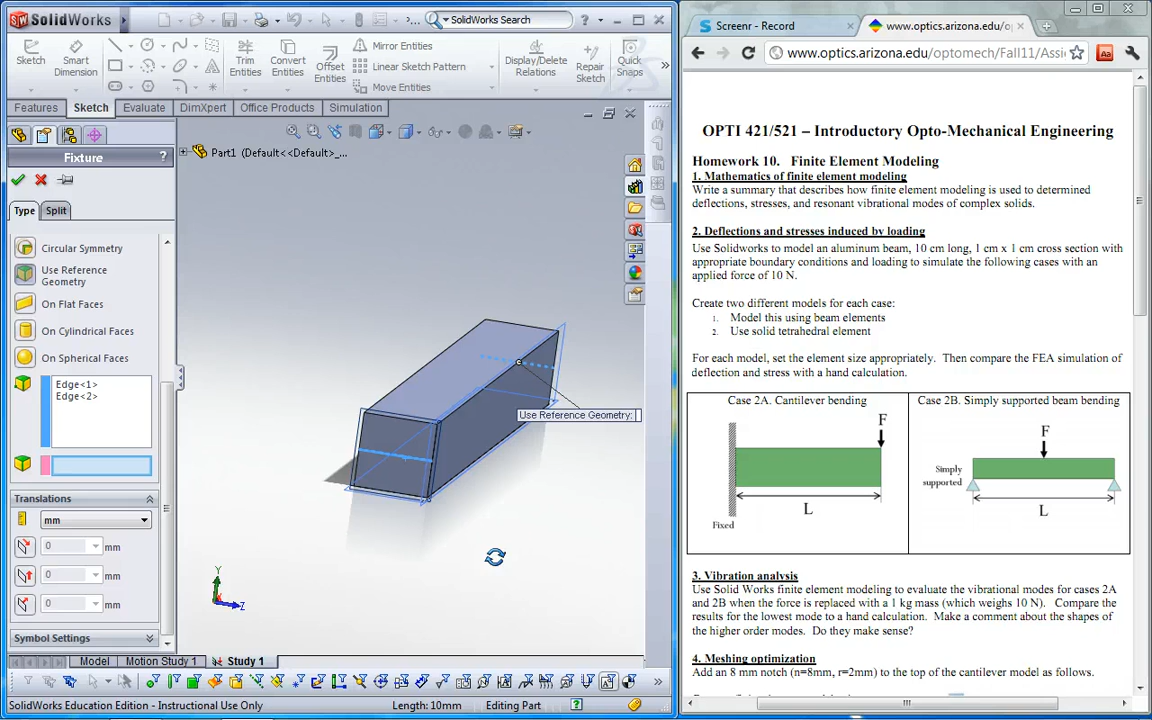 SolidWorks
SolidWorks Search
Sketch
Smart Dimension
Trim Entities
Convert Entities
Offset Entities
Mirror Entities
Linear Sketch Pattern
Move Entities
Display/Delete Relations
Repair Sketch
Quick Snaps
Features
Sketch
Evaluate
DimXpert
Office Products
Simulation
Fixture
?
Type
Split
Circular Symmetry
Use Reference Geometry
On Flat Faces
On Cylindrical Faces
On Spherical Faces
Edge<1>
Edge<2>
Translations
mm
0 mm
0 mm
0 mm
Symbol Settings
Part1 (Default<<Default>_...
Use Reference Geometry:
Y
Z
Model
Motion Study 1
Study 1
SolidWorks Education Edition - Instructional Use Only
Length: 10mm
Editing Part
Screenr - Record
www.optics.arizona.edu/o
www.optics.arizona.edu/optomech/Fall11/Assi
OPTI 421/521 – Introductory Opto-Mechanical Engineering
Homework 10. Finite Element Modeling
1. Mathematics of finite element modeling
Write a summary that describes how finite element modeling is used to determined
deflections, stresses, and resonant vibrational modes of complex solids.
2. Deflections and stresses induced by loading
Use Solidworks to model an aluminum beam, 10 cm long, 1 cm x 1 cm cross section with
appropriate boundary conditions and loading to simulate the following cases with an
applied force of 10 N.
Create two different models for each case:
1. Model this using beam elements
2. Use solid tetrahedral element
For each model, set the element size appropriately. Then compare the FEA simulation of
deflection and stress with a hand calculation.
Case 2A. Cantilever bending
F
L
Fixed
Case 2B. Simply supported beam bending
F
Simply
supported
L
3. Vibration analysis
Use Solid Works finite element modeling to evaluate the vibrational modes for cases 2A
and 2B when the force is replaced with a 1 kg mass (which weighs 10 N). Compare the
results for the lowest mode to a hand calculation. Make a comment about the shapes of
the higher order modes. Do they make sense?
4. Meshing optimization
Add an 8 mm notch (n=8mm, r=2mm) to the top of the cantilever model as follows.